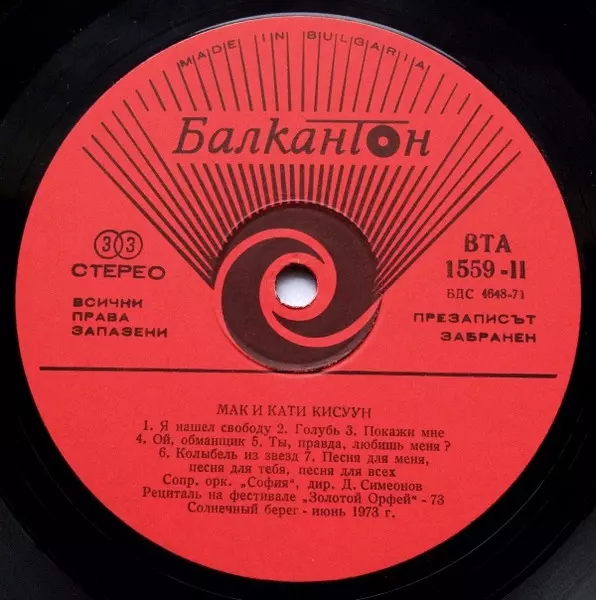 MADE IN BULGARIA
Балкантон
33
СТЕРЕО
ВСИЧНИ
ПРАВА
ЗАПАЗЕНИ
ВТА
1559-II
БДС 4648-71
ПРЕЗАПИСЪТ
ЗАБРАНЕН
МАК И КАТИ КИСУУН
1. Я нашел свободу 2. Голубь 3. Покажи мне
4. Ой, обманщик 5. Ты, правда, любишь меня?
6. Колыбель из звезд 7. Песня для меня,
песня для тебя, песня для всех
Сопр. орк. „София“, дир. Д. Симеонов
Рециталь на фестивале „Золотой Орфей“ - 73
Солнечный берег - июнь 1973 г.